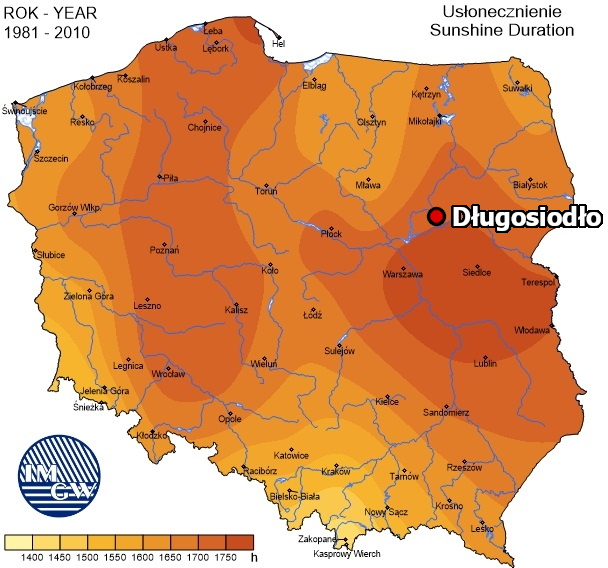 ROK - YEAR
1981 - 2010
Usłonecznienie
Sunshine Duration
Łeba
Ustka
Lębork
Hel
Koszalin
Kołobrzeg
Elbląg
Kętrzyn
Suwałki
Świnoujście
Resko
Chojnice
Olsztyn
Mikołajki
Szczecin
Piła
Toruń
Mława
Białystok
Gorzów Wlkp.
Długosiodło
Płock
Słubice
Poznań
Koło
Warszawa
Siedlce
Terespol
Zielona Góra
Leszno
Kalisz
Łódź
Włodawa
Sulejów
Legnica
Wrocław
Wieluń
Lublin
Jelenia Góra
Śnieżka
Kielce
Sandomierz
Opole
Kłodzko
Katowice
Racibórz
Kraków
Tarnów
Rzeszów
Bielsko-Biała
Nowy Sącz
Krosno
Lesko
Zakopane
Kasprowy Wierch
IM
GW
1400 1450 1500 1550 1600 1650 1700 1750 h